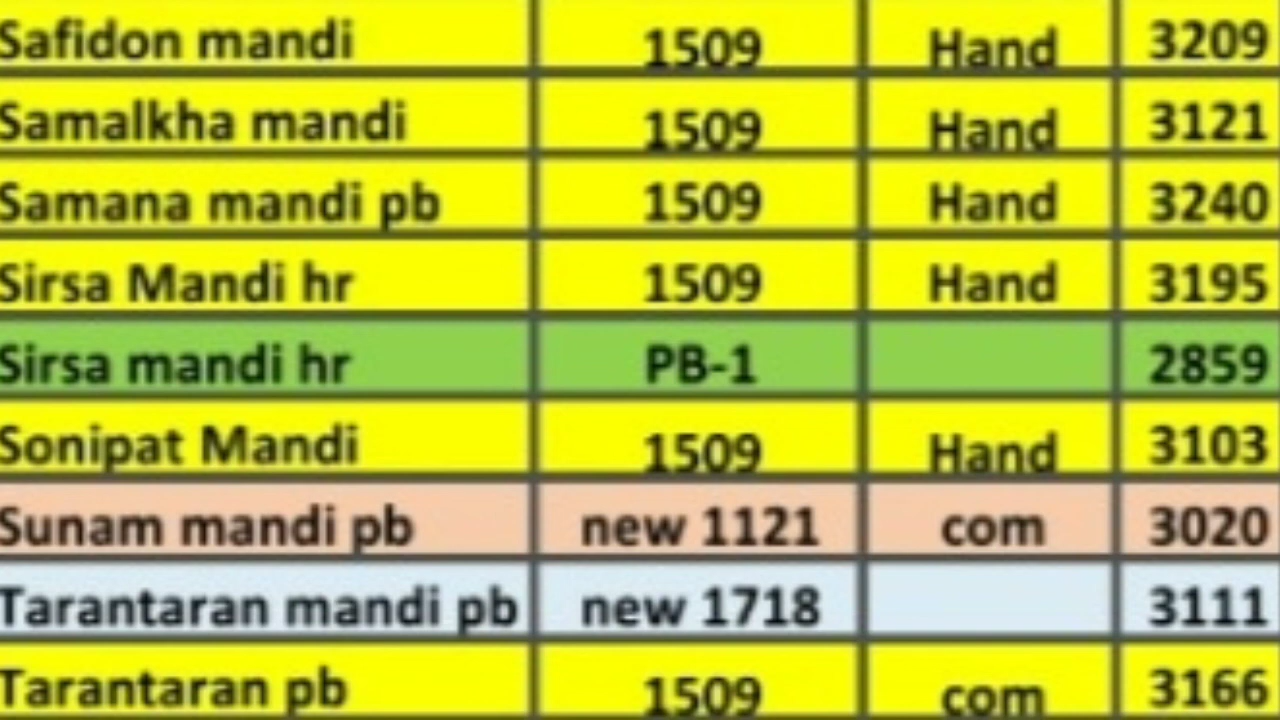 Safidon mandi 1509 Hand 3209
Samalkha mandi 1509 Hand 3121
Samana mandi pb 1509 Hand 3240
Sirsa Mandi hr 1509 Hand 3195
Sirsa mandi hr PB-1 2859
Sonipat Mandi 1509 Hand 3103
Sunam mandi pb new 1121 com 3020
Tarantaran mandi pb new 1718 3111
Tarantaran pb 1509 com 3166